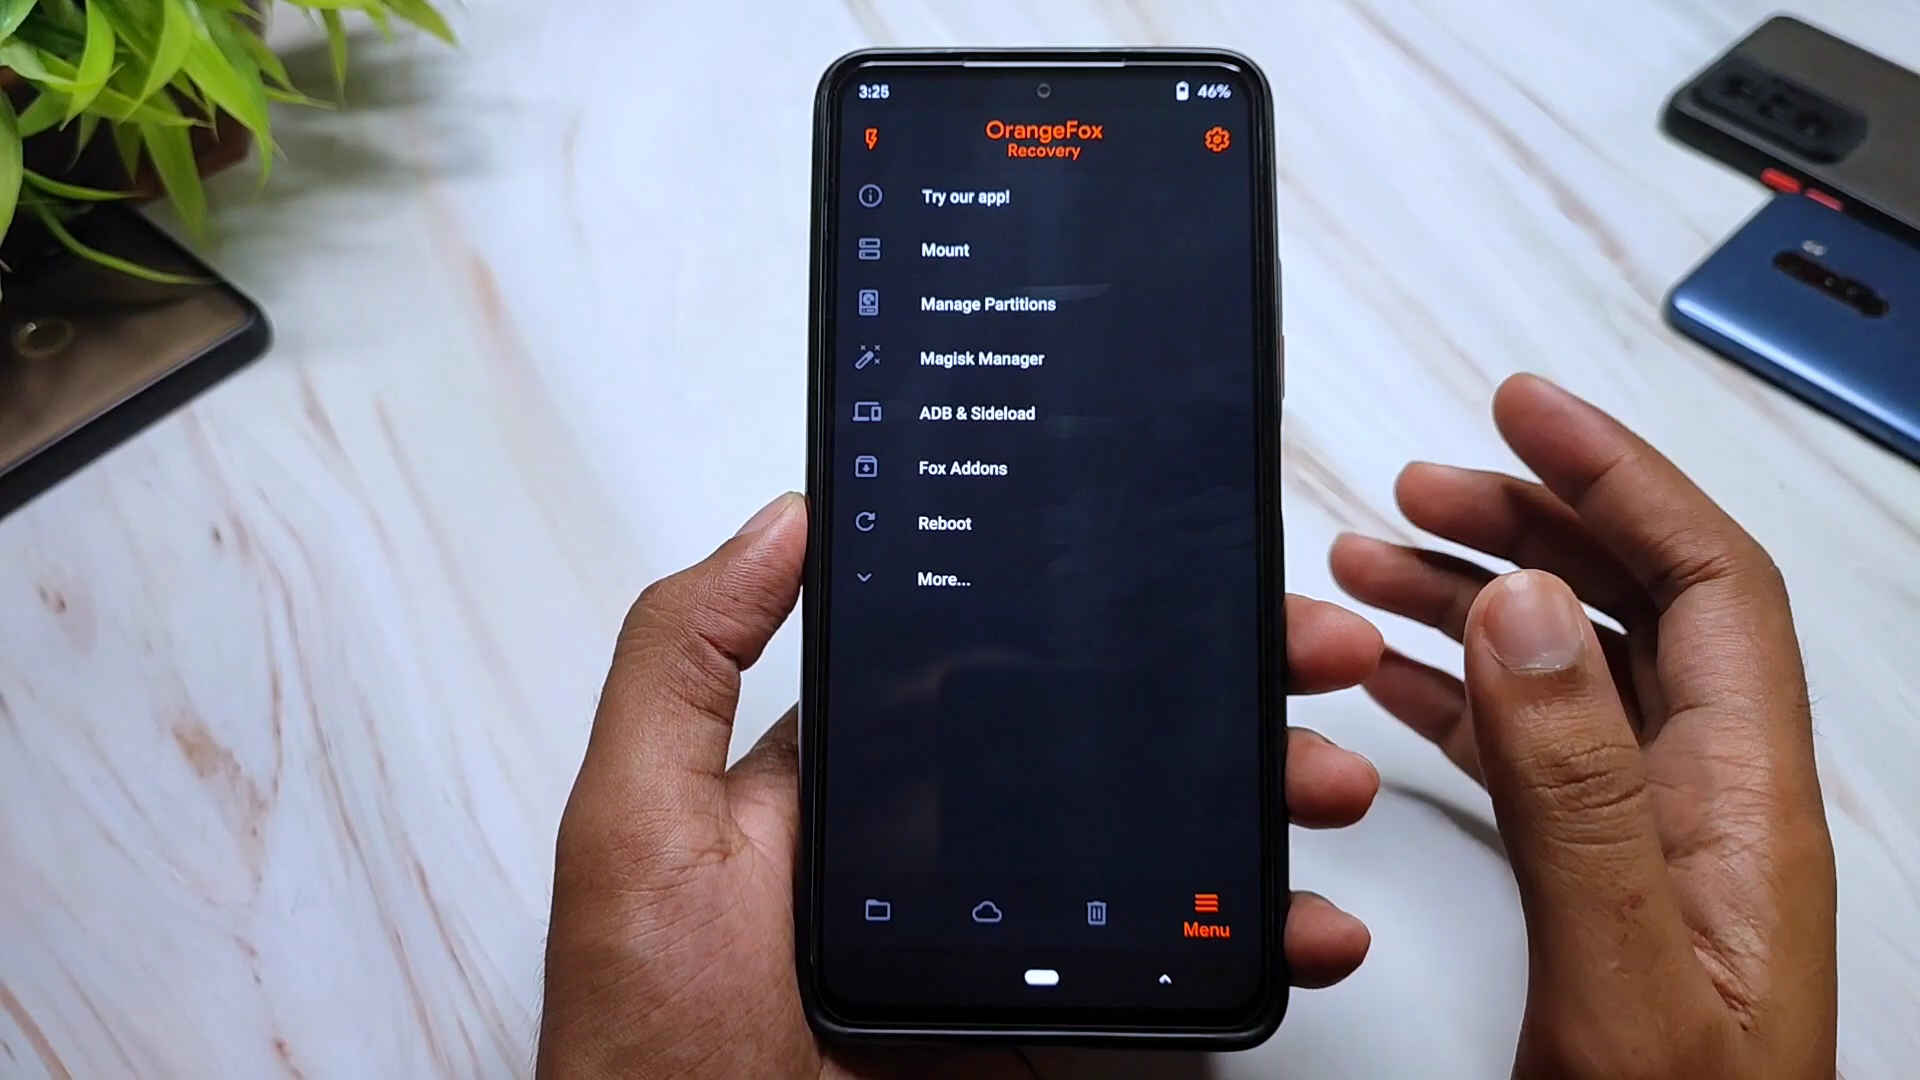 3:25
46%
OrangeFox
Recovery
Try our app!
Mount
Manage Partitions
Magisk Manager
ADB & Sideload
Fox Addons
Reboot
More...
Menu